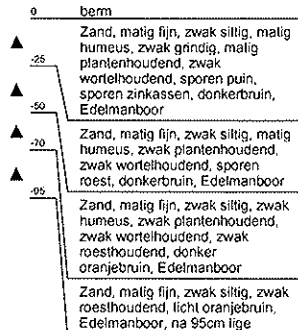 0 berm
Zand, matig fijn, zwak siltig, matig
humeus, zwak grindig, matig
plantenhoudend, zwak
wortelhoudend, sporen puin,
sporen zinkassen, donkerbruin,
Edelmanboor
-25
Zand, matig fijn, zwak siltig, matig
humeus, zwak plantenhoudend,
zwak wortelhoudend, sporen
roest, donkerbruin, Edelmanboor
-50
Zand, matig fijn, zwak siltig, zwak
humeus, zwak plantenhoudend,
zwak wortelhoudend, zwak
roesthoudend, donker
oranjebruin, Edelmanboor
-70
Zand, matig fijn, zwak siltig, zwak
roesthoudend, licht oranjebruin,
Edelmanboor, na 95cm lige
-95